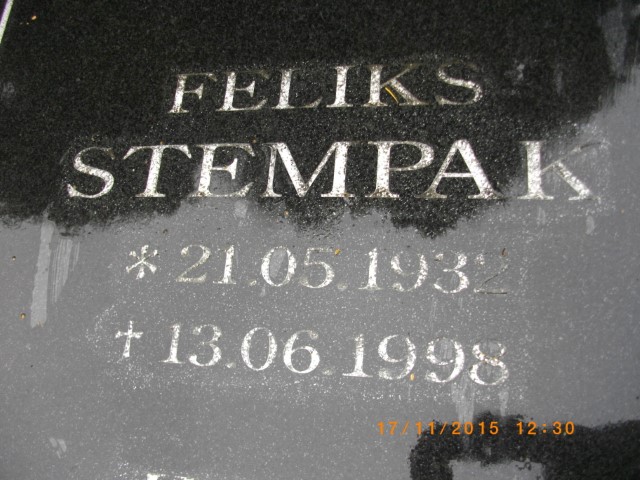 FELIKS
STEMPAK
* 21.05.1932
† 13.06.1998
17/11/2015 12:30